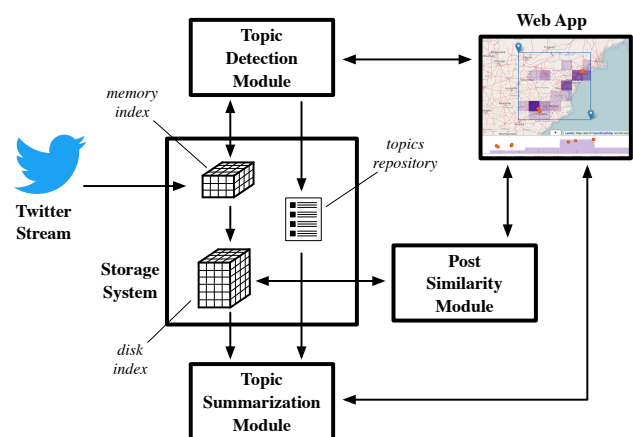 Web App
Topic
Detection
Module
memory
index
topics
repository
Twitter
Stream
Storage
System
Post
Similarity
Module
disk
index
Topic
Summarization
Module